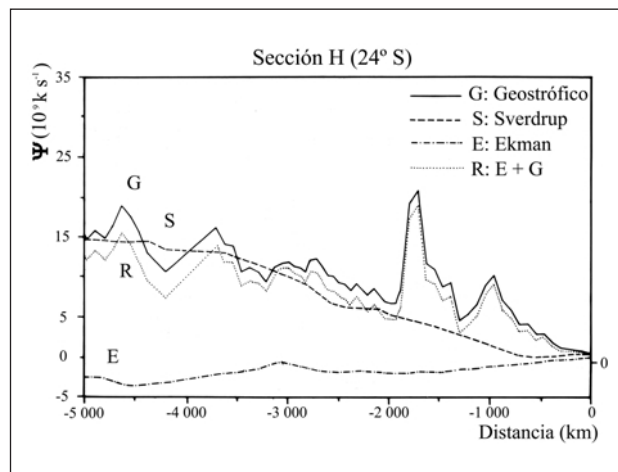 Sección H (24º S)
35
25
15
5
0
-5
Ψ (10⁹ k s⁻¹)
G: Geostrófico
S: Sverdrup
E: Ekman
R: E + G
G
S
R
E
0
-5 000
-4 000
-3 000
-2 000
-1 000
0
Distancia (km)